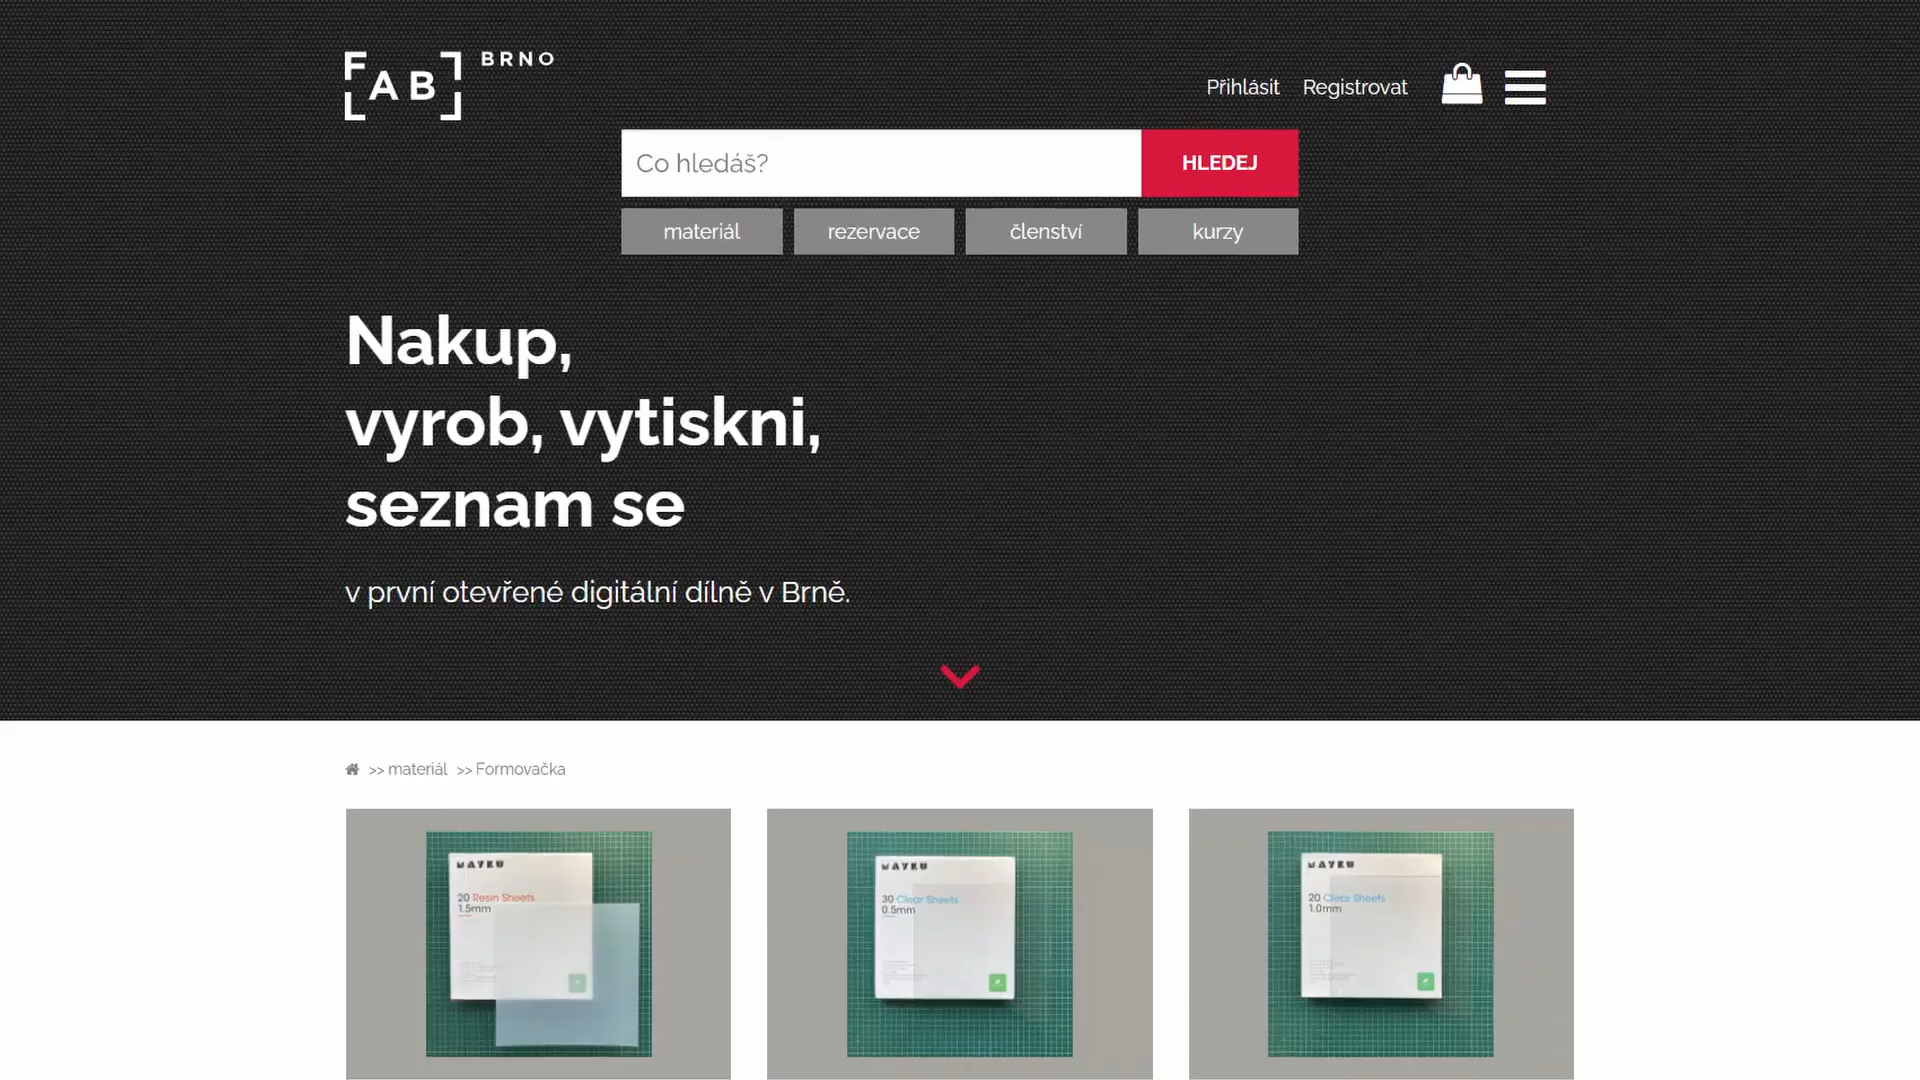 FAB BRNO
Přihlásit Registrovat
Co hledáš? HLEDEJ
materiál rezervace členství kurzy
Nakup,
vyrob, vytiskni,
seznam se
v první otevřené digitální dílně v Brně.
>> materiál >> Formovačka
MAYKU
20 Resin Sheets
1.5mm
MAYKU
30 Clear Sheets
0.5mm
MAYKU
20 Clear Sheets
1.0mm